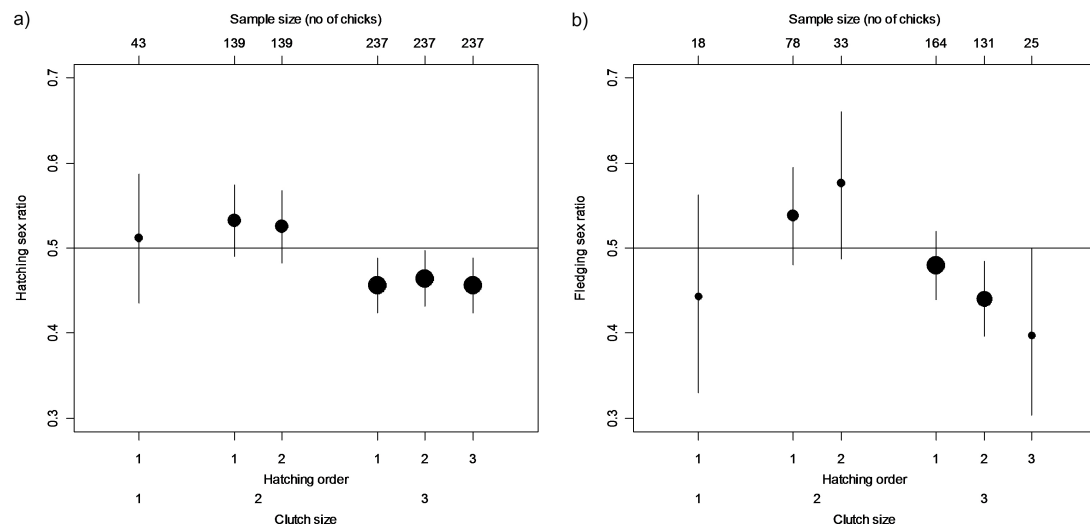 a)
Sample size (no of chicks)
43 139 139 237 237 237
Hatching sex ratio
0.7
0.6
0.5
0.4
0.3
1 1 2 1 2 3
Hatching order
1 2 3
Clutch size
b)
Sample size (no of chicks)
18 78 33 164 131 25
Fledging sex ratio
0.7
0.6
0.5
0.4
0.3
1 1 2 1 2 3
Hatching order
1 2 3
Clutch size